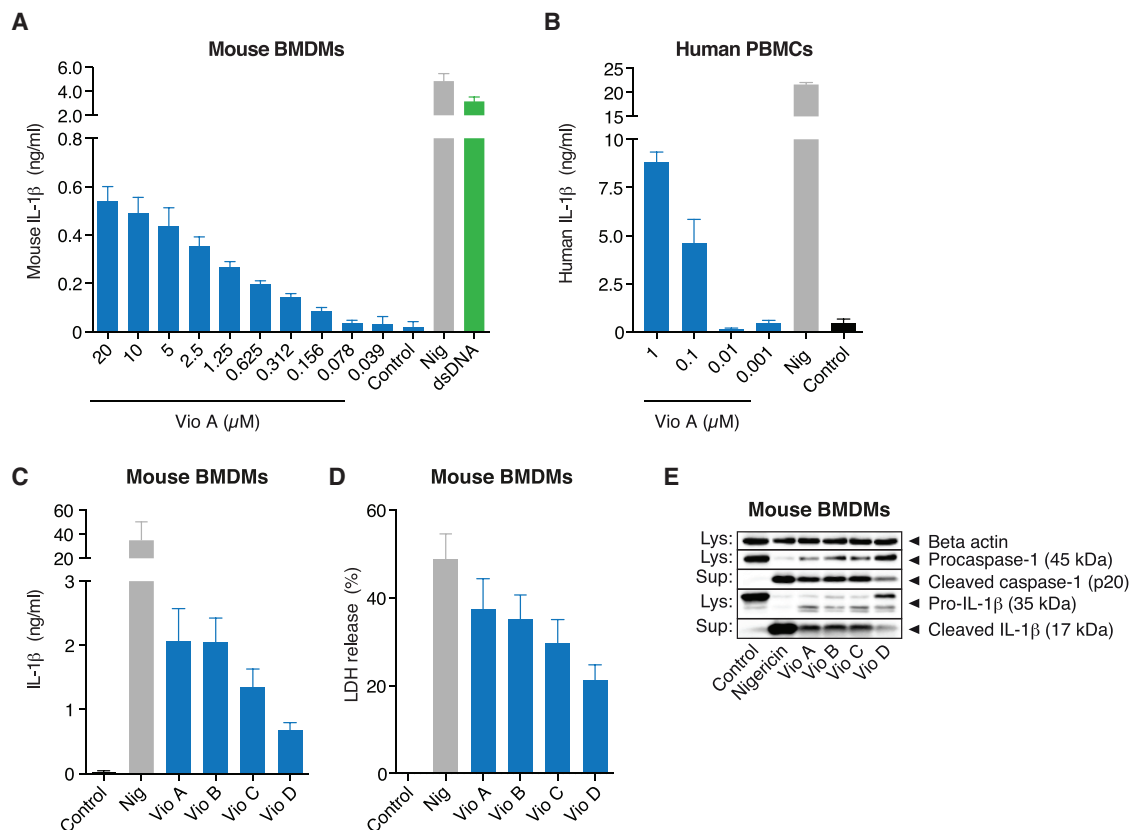 A
Mouse BMDMs
Mouse IL-1β (ng/ml)
6.0
4.0
2.0
0.8
0.6
0.4
0.2
0
20
10
5
2.5
1.25
0.625
0.312
0.156
0.078
0.039
Control
Nig
dsDNA
Vio A (µM)
B
Human PBMCs
Human IL-1β (ng/ml)
25
20
15
10
7.5
5.0
2.5
0
1
0.1
0.01
0.001
Nig
Control
Vio A (µM)
C
Mouse BMDMs
IL-1β (ng/ml)
60
40
20
3
2
1
0
Control
Nig
Vio A
Vio B
Vio C
Vio D
D
Mouse BMDMs
LDH release (%)
60
40
20
0
Control
Nig
Vio A
Vio B
Vio C
Vio D
E
Mouse BMDMs
Lys: Beta actin
Lys: Procaspase-1 (45 kDa)
Sup: Cleaved caspase-1 (p20)
Lys: Pro-IL-1β (35 kDa)
Sup: Cleaved IL-1β (17 kDa)
Control
Nigericin
Vio A
Vio B
Vio C
Vio D